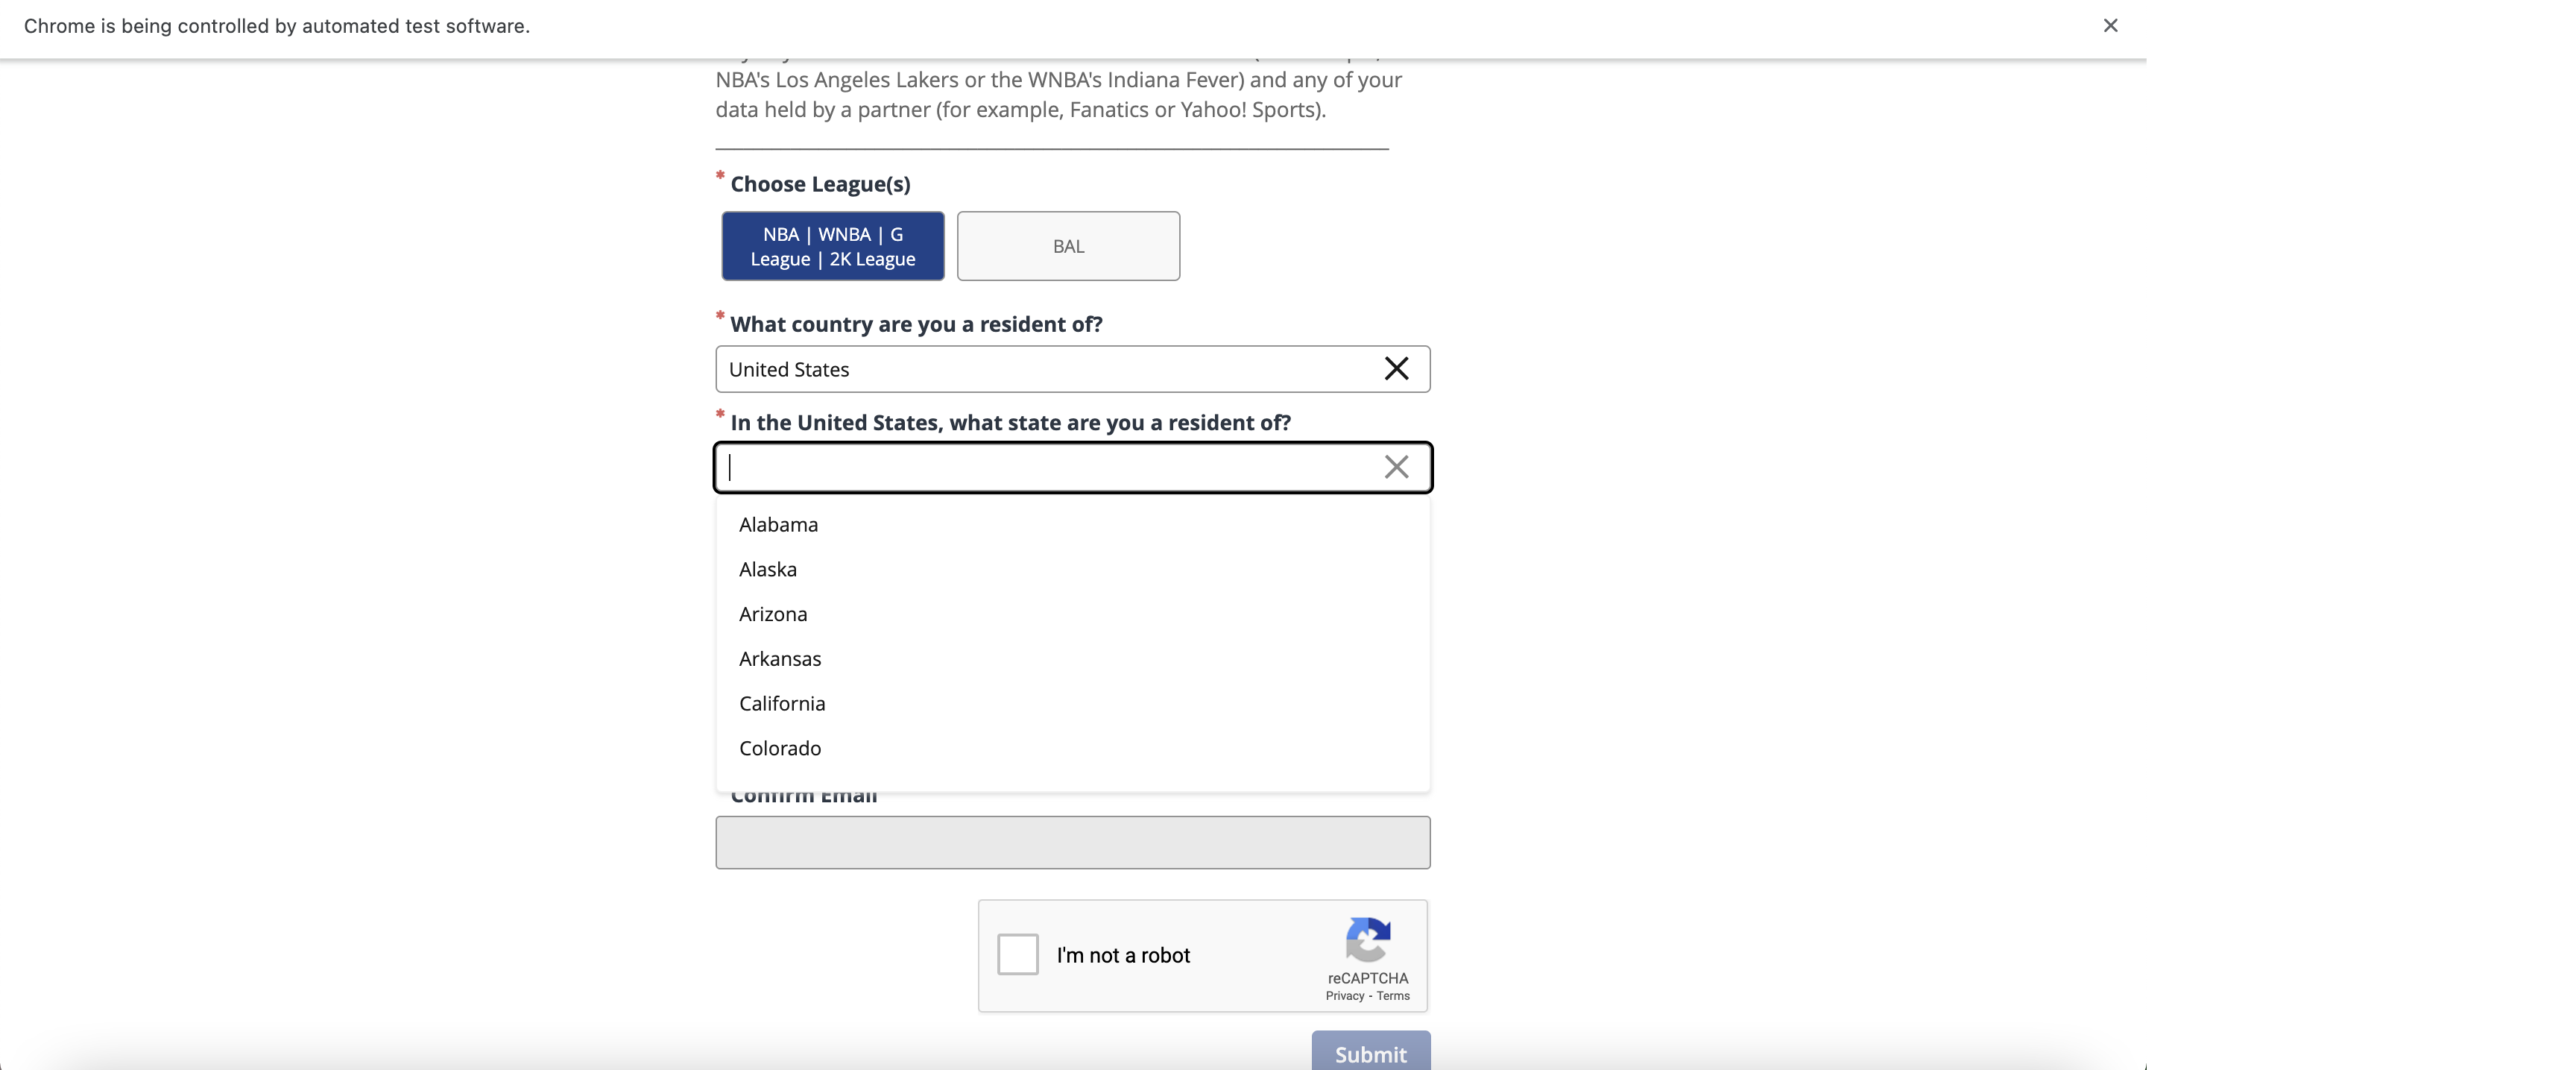 Chrome is being controlled by automated test software.
NBA's Los Angeles Lakers or the WNBA's Indiana Fever) and any of your
data held by a partner (for example, Fanatics or Yahoo! Sports).
* Choose League(s)
NBA | WNBA | G
League | 2K League
BAL
* What country are you a resident of?
United States
* In the United States, what state are you a resident of?
Alabama
Alaska
Arizona
Arkansas
California
Colorado
Confirm Email
I'm not a robot
reCAPTCHA
Privacy - Terms
Submit